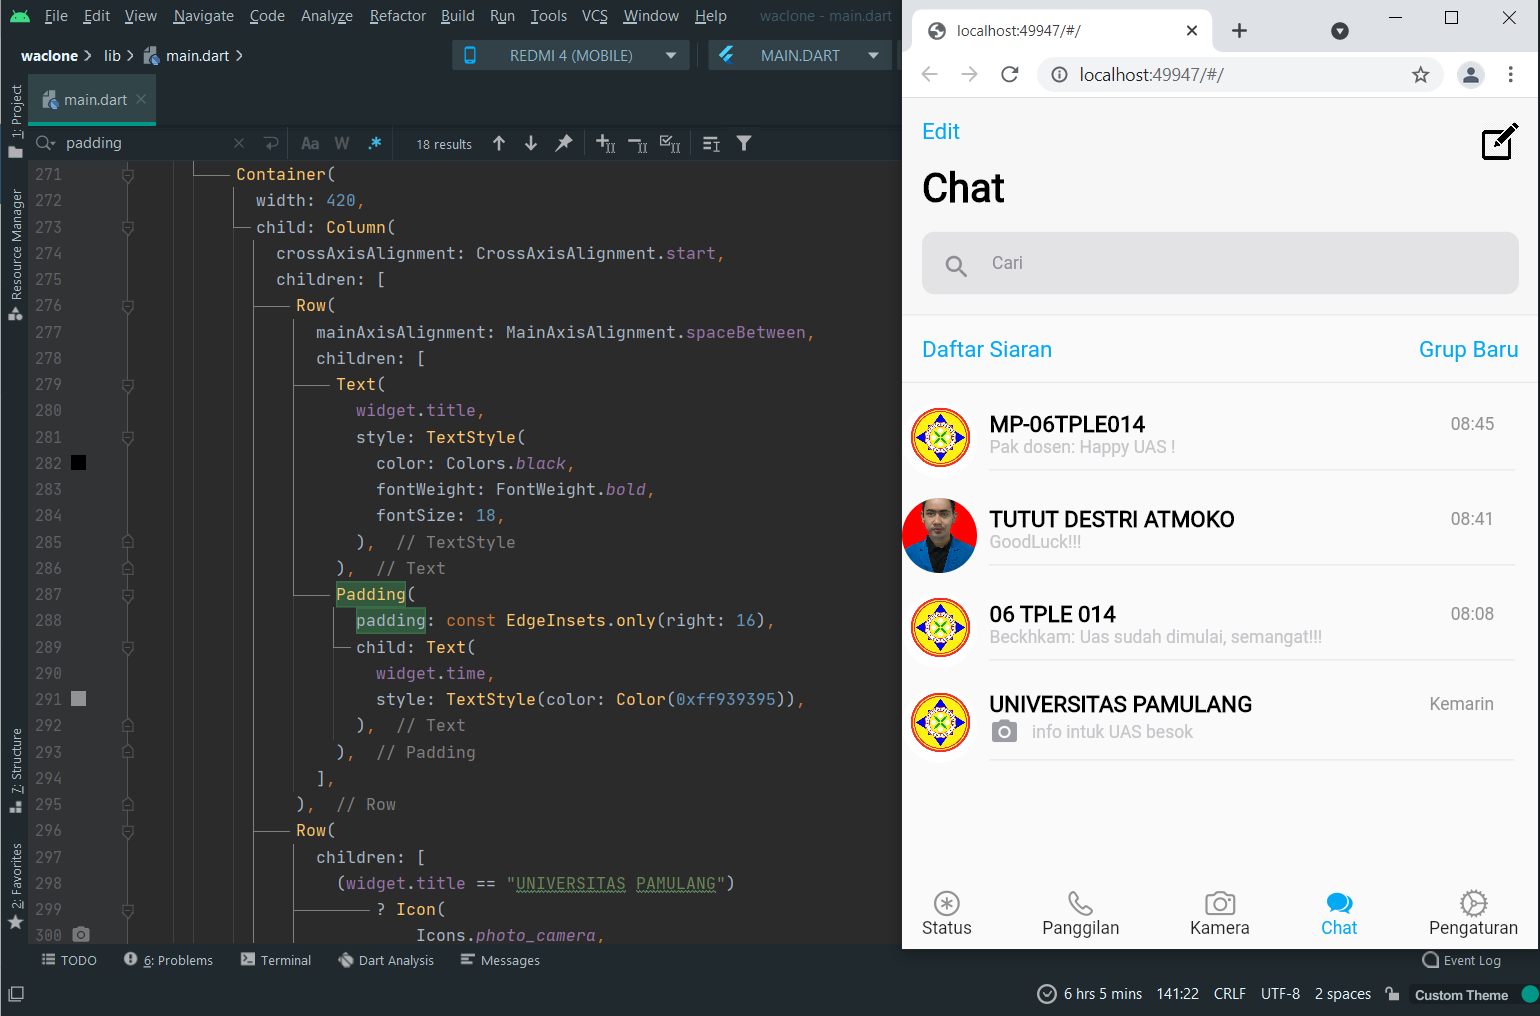 File Edit View Navigate Code Analyze Refactor Build Run Tools VCS Window Help waclone - main.dart
waclone lib main.dart REDMI 4 (MOBILE) MAIN.DART
main.dart
padding Aa W .* 18 results
1: Project
Resource Manager
7: Structure
2: Favorites
271 Container(
272 width: 420,
273 child: Column(
274 crossAxisAlignment: CrossAxisAlignment.start,
275 children: [
276 Row(
277 mainAxisAlignment: MainAxisAlignment.spaceBetween,
278 children: [
279 Text(
280 widget.title,
281 style: TextStyle(
282 color: Colors.black,
283 fontWeight: FontWeight.bold,
284 fontSize: 18,
285 ), // TextStyle
286 ), // Text
287 Padding(
288 padding: const EdgeInsets.only(right: 16),
289 child: Text(
290 widget.time,
291 style: TextStyle(color: Color(0xff939395)),
292 ), // Text
293 ), // Padding
294 ],
295 ), // Row
296 Row(
297 children: [
298 (widget.title == "UNIVERSITAS PAMULANG")
299 ? Icon(
300 Icons.photo_camera,
TODO 6: Problems Terminal Dart Analysis Messages Event Log
6 hrs 5 mins 141:22 CRLF UTF-8 2 spaces Custom Theme
localhost:49947/#/
localhost:49947/#/
Edit
Chat
Cari
Daftar Siaran Grup Baru
MP-06TPLE014 08:45
Pak dosen: Happy UAS !
TUTUT DESTRI ATMOKO 08:41
GoodLuck!!!
06 TPLE 014 08:08
Beckhkam: Uas sudah dimulai, semangat!!!
UNIVERSITAS PAMULANG Kemarin
info intuk UAS besok
Status Panggilan Kamera Chat Pengaturan